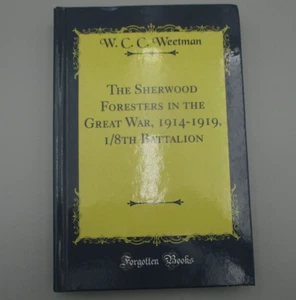 W. C. C. Weetman
THE SHERWOOD
FORESTERS IN THE
GREAT WAR, 1914-1919,
1/8TH BATTALION
Forgotten Books